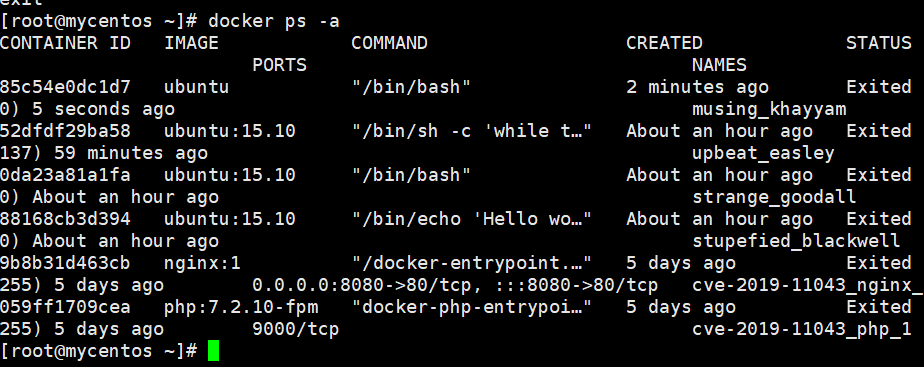 exit
[root@mycentos ~]# docker ps -a
CONTAINER ID   IMAGE            COMMAND                  CREATED             STATUS
                       PORTS                                         NAMES
85c54e0dc1d7   ubuntu           "/bin/bash"              2 minutes ago       Exited
0) 5 seconds ago                                             musing_khayyam
52dfdf29ba58   ubuntu:15.10     "/bin/sh -c 'while t…"   About an hour ago   Exited
137) 59 minutes ago                                          upbeat_easley
0da23a81a1fa   ubuntu:15.10     "/bin/bash"              About an hour ago   Exited
0) About an hour ago                                         strange_goodall
88168cb3d394   ubuntu:15.10     "/bin/echo 'Hello wo…"   About an hour ago   Exited
0) About an hour ago                                         stupefied_blackwell
9b8b31d463cb   nginx:1          "/docker-entrypoint.…"   5 days ago          Exited
255) 5 days ago        0.0.0.0:8080->80/tcp, :::8080->80/tcp   cve-2019-11043_nginx_
059ff1709cea   php:7.2.10-fpm   "docker-php-entrypoi…"   5 days ago          Exited
255) 5 days ago        9000/tcp                                cve-2019-11043_php_1
[root@mycentos ~]#